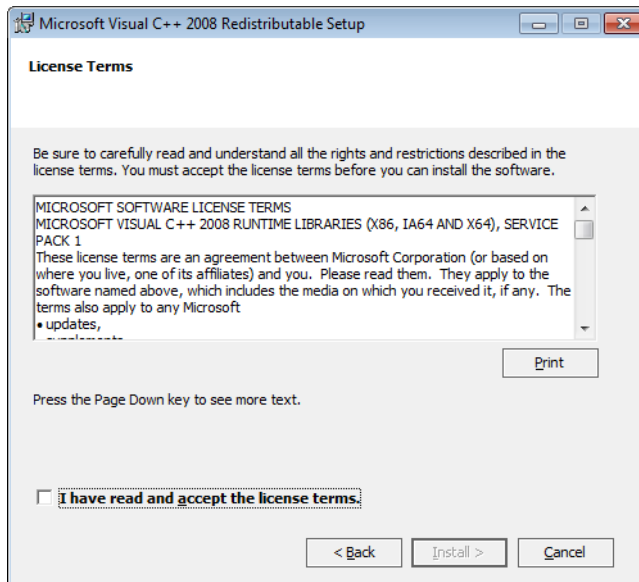 Microsoft Visual C++ 2008 Redistributable Setup
License Terms
Be sure to carefully read and understand all the rights and restrictions described in the
license terms. You must accept the license terms before you can install the software.
MICROSOFT SOFTWARE LICENSE TERMS
MICROSOFT VISUAL C++ 2008 RUNTIME LIBRARIES (X86, IA64 AND X64), SERVICE
PACK 1
These license terms are an agreement between Microsoft Corporation (or based on
where you live, one of its affiliates) and you.  Please read them.  They apply to the
software named above, which includes the media on which you received it, if any.  The
terms also apply to any Microsoft
• updates,
Print
Press the Page Down key to see more text.
I have read and accept the license terms.
< Back
Install >
Cancel